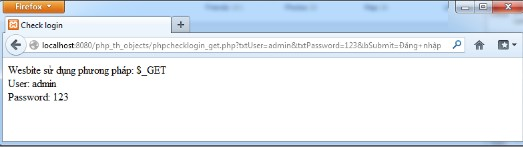 Firefox
Check login
localhost:8080/php_th_objects/phpchecklogin_get.php?txtUser=admin&txtPassword=123&bSubmit=Đăng+nhập
Wesbite sử dụng phương pháp: $_GET
User: admin
Password: 123